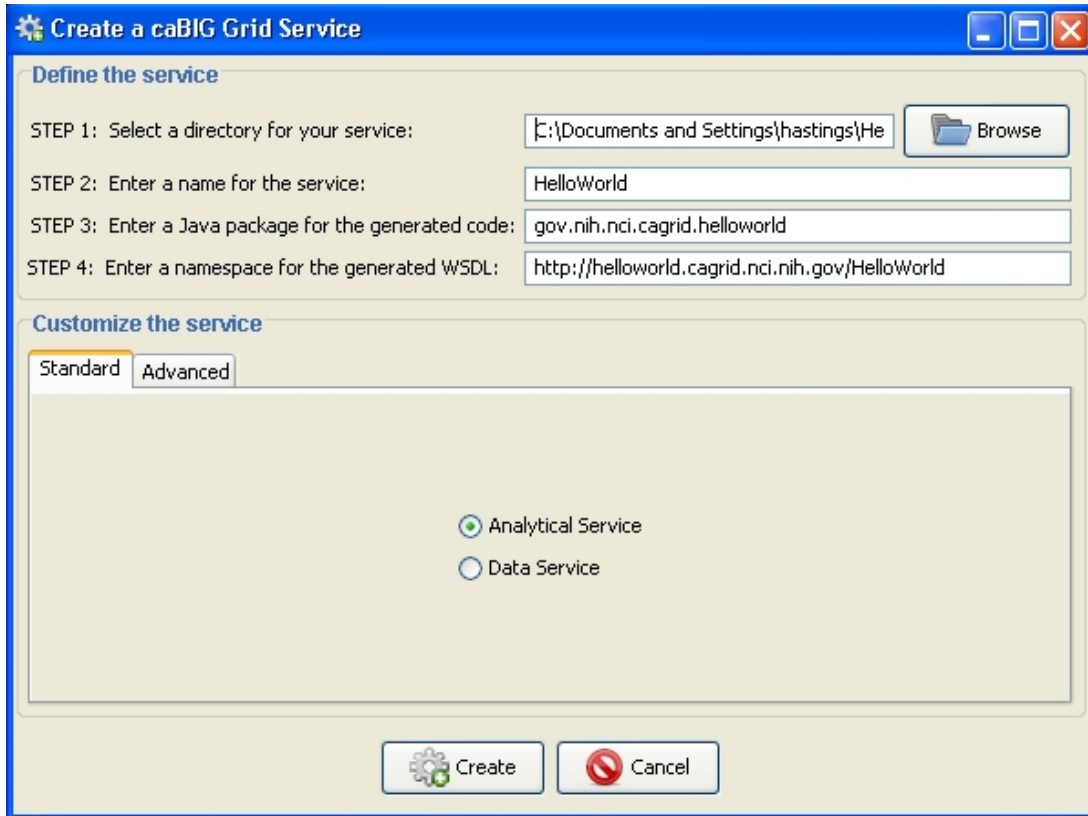 Create a caBIG Grid Service
Define the service
STEP 1: Select a directory for your service:
C:\Documents and Settings\hastings\He
Browse
STEP 2: Enter a name for the service:
HelloWorld
STEP 3: Enter a Java package for the generated code:
gov.nih.nci.cagrid.helloworld
STEP 4: Enter a namespace for the generated WSDL:
http://helloworld.cagrid.nci.nih.gov/HelloWorld
Customize the service
Standard
Advanced
Analytical Service
Data Service
Create
Cancel